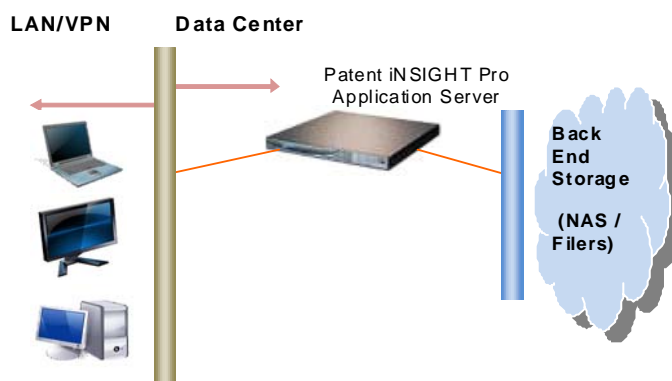 LAN/VPN
Data Center
Patent iNSIGHT Pro
Application Server
Back
End
Storage
(NAS /
Filers)